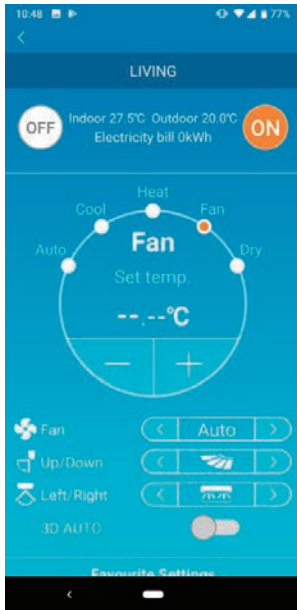 10:48 77%
LIVING
OFF Indoor 27.5°C Outdoor 20.0°C ON
Electricity bill 0kWh
Heat
Cool Fan
Auto Fan Dry
Set temp.
--.--°C
− +
Fan < Auto >
Up/Down < >
Left/Right < >
3D AUTO
Favourite Settings